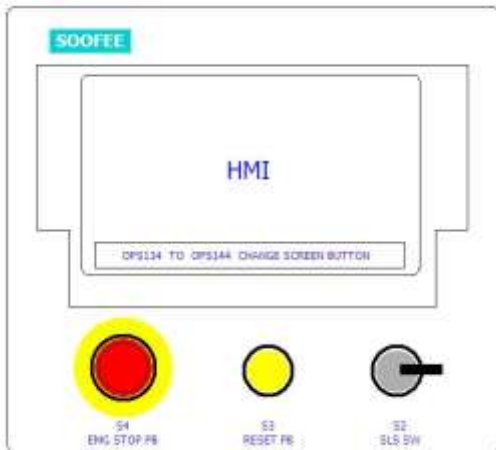 SOOFEE
HMI
OPS134 TO OPS144 CHANGE SCREEN BUTTON
S4
EMG STOP PB
S3
RESET PB
S2
SLS SW